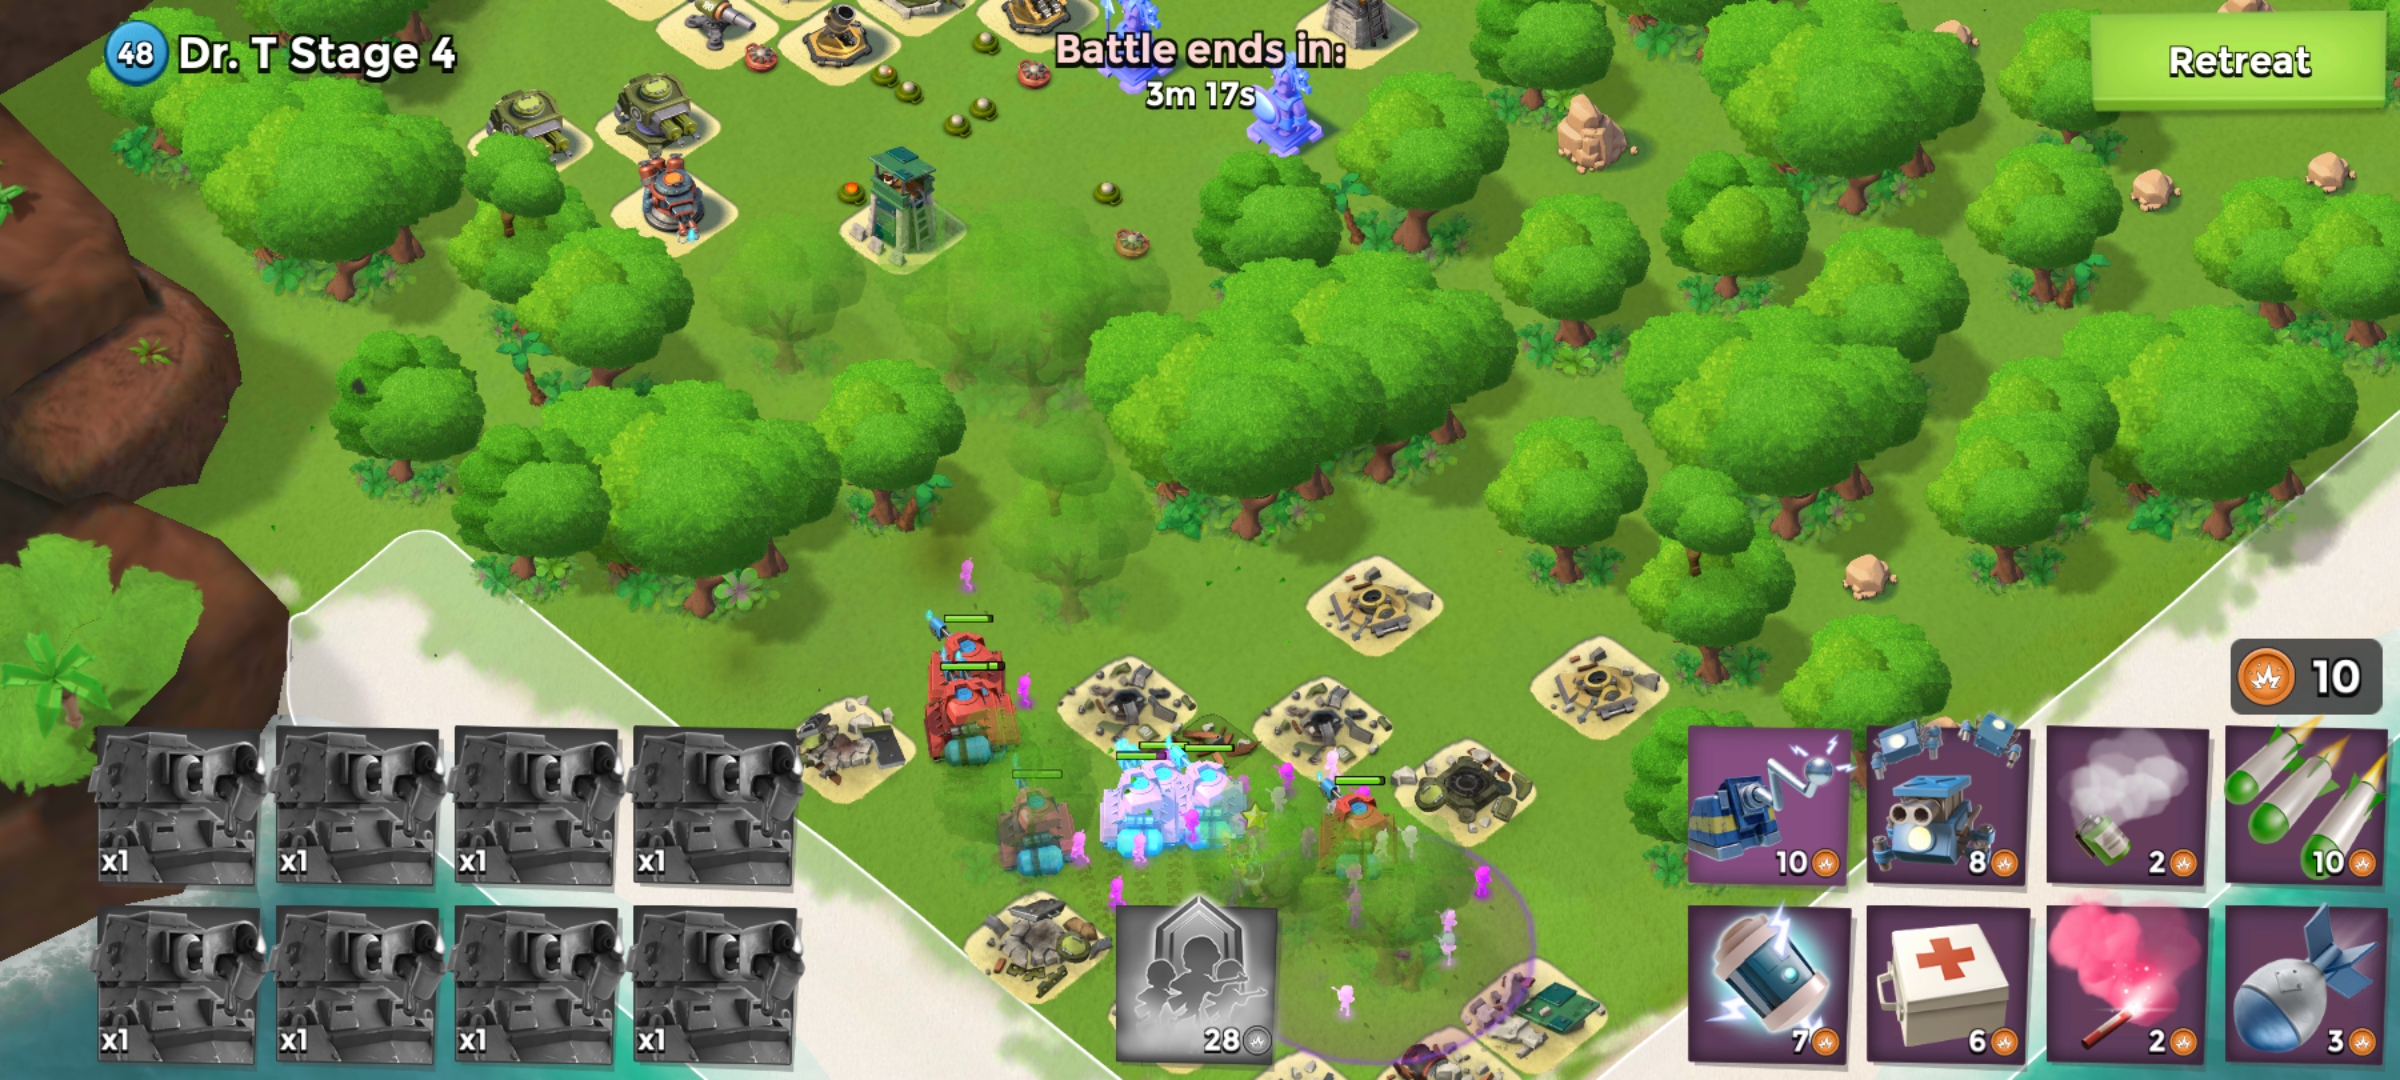 48 Dr. T Stage 4
Battle ends in:
3m 17s
Retreat
10
x1 x1 x1 x1
10 8 2 10
x1 x1 x1 x1
28
7 6 2 3